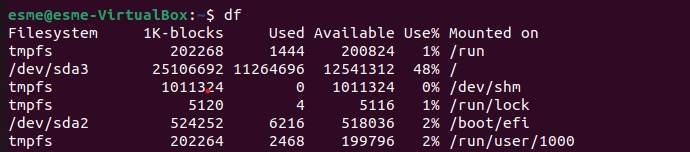 esme@esme-VirtualBox:~$ df
Filesystem     1K-blocks     Used Available Use% Mounted on
tmpfs             202268     1444    200824   1% /run
/dev/sda3       25106692 11264696  12541312  48% /
tmpfs            1011324        0   1011324   0% /dev/shm
tmpfs               5120        4      5116   1% /run/lock
/dev/sda2         524252     6216    518036   2% /boot/efi
tmpfs             202264     2468    199796   2% /run/user/1000